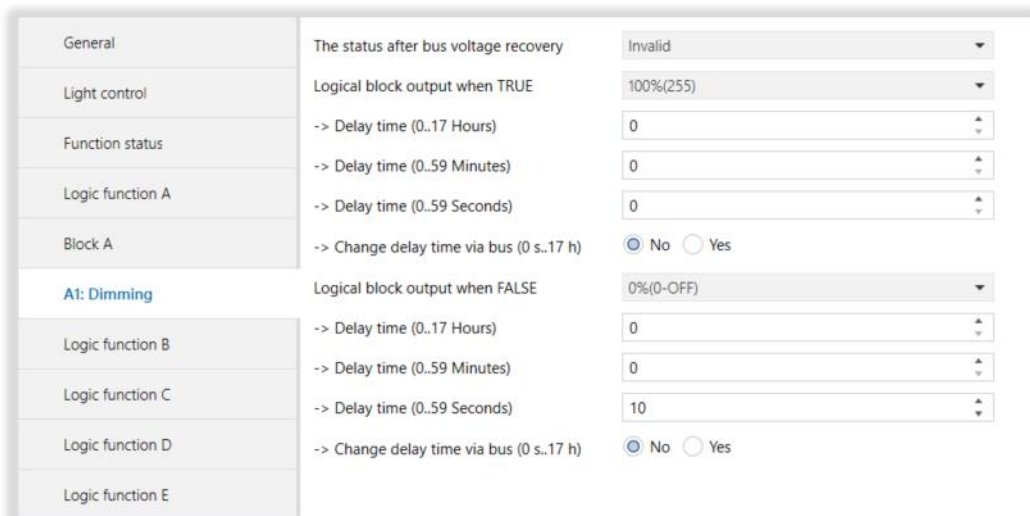 General
Light control
Function status
Logic function A
Block A
A1: Dimming
Logic function B
Logic function C
Logic function D
Logic function E
The status after bus voltage recovery Invalid
Logical block output when TRUE 100%(255)
-> Delay time (0..17 Hours) 0
-> Delay time (0..59 Minutes) 0
-> Delay time (0..59 Seconds) 0
-> Change delay time via bus (0 s..17 h) No Yes
Logical block output when FALSE 0%(0-OFF)
-> Delay time (0..17 Hours) 0
-> Delay time (0..59 Minutes) 0
-> Delay time (0..59 Seconds) 10
-> Change delay time via bus (0 s..17 h) No Yes